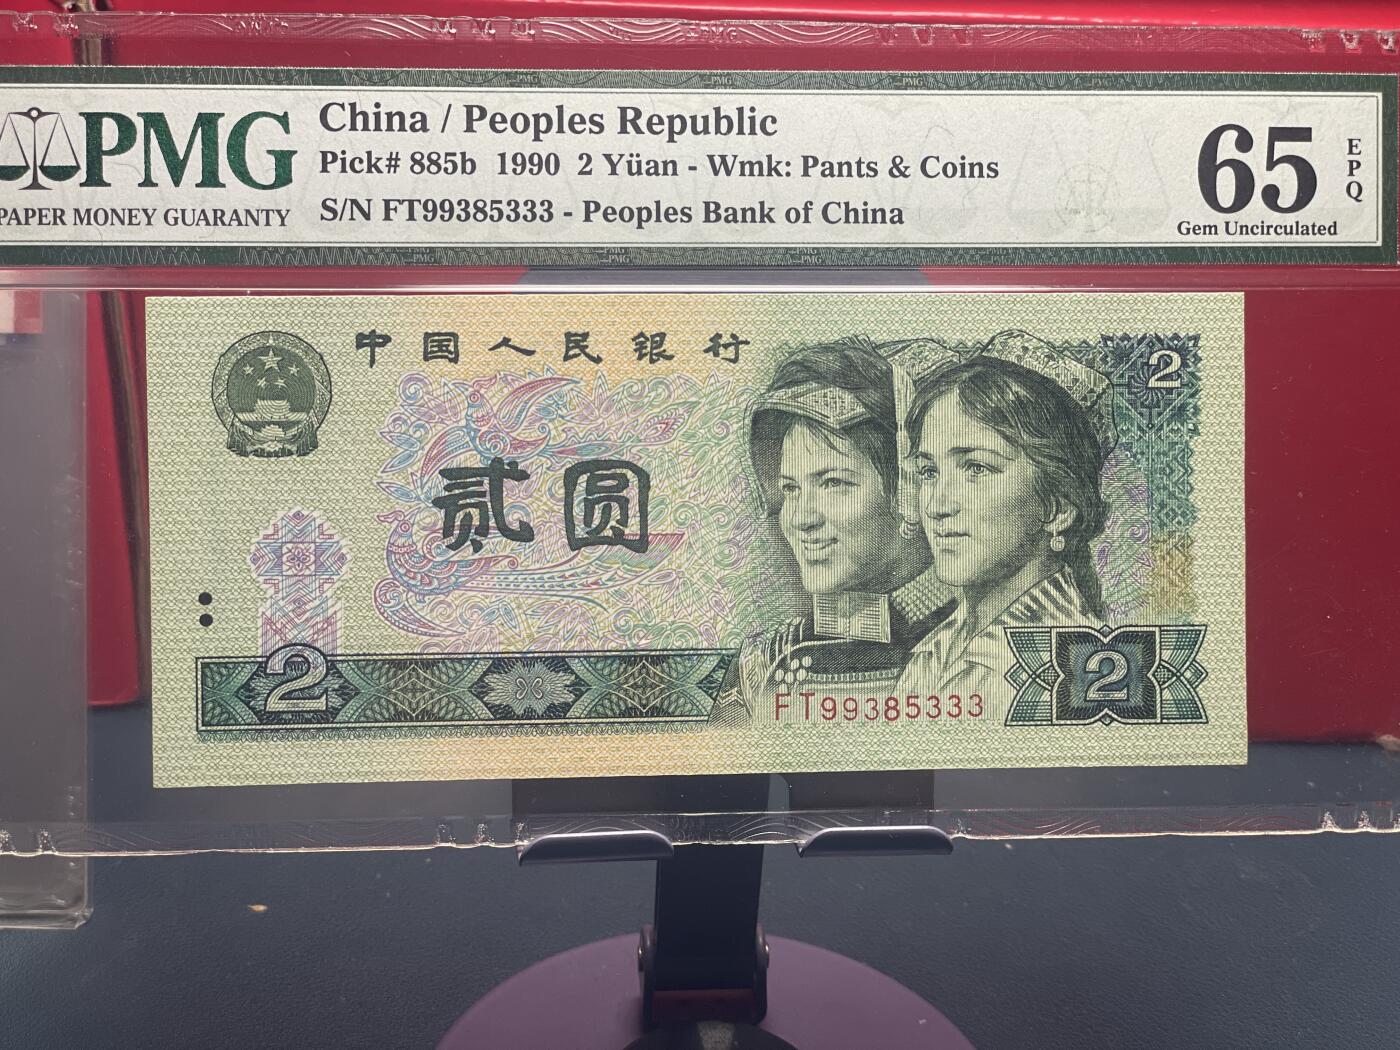 PMG
PAPER MONEY GUARANTY
China / Peoples Republic
Pick# 885b 1990 2 Yüan - Wmk: Pants & Coins
S/N FT99385333 - Peoples Bank of China
65
EPQ
Gem Uncirculated
中国人民银行
2
贰圆
2
2
FT99385333